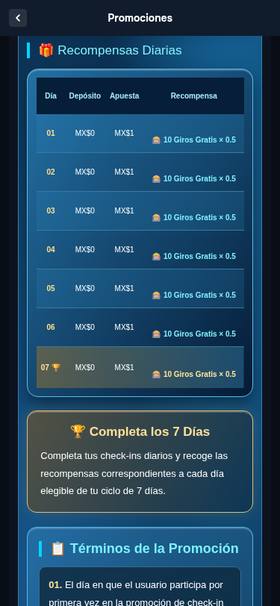 Promociones
🎁 Recompensas Diarias
Día Depósito Apuesta Recompensa
01 MX$0 MX$1 🎰 10 Giros Gratis × 0.5
02 MX$0 MX$1 🎰 10 Giros Gratis × 0.5
03 MX$0 MX$1 🎰 10 Giros Gratis × 0.5
04 MX$0 MX$1 🎰 10 Giros Gratis × 0.5
05 MX$0 MX$1 🎰 10 Giros Gratis × 0.5
06 MX$0 MX$1 🎰 10 Giros Gratis × 0.5
07 🏆 MX$0 MX$1 🎰 10 Giros Gratis × 0.5
🏆 Completa los 7 Días
Completa tus check-ins diarios y recoge las
recompensas correspondientes a cada día
elegible de tu ciclo de 7 días.
📋 Términos de la Promoción
01. El día en que el usuario participa por
primera vez en la promoción de check-in